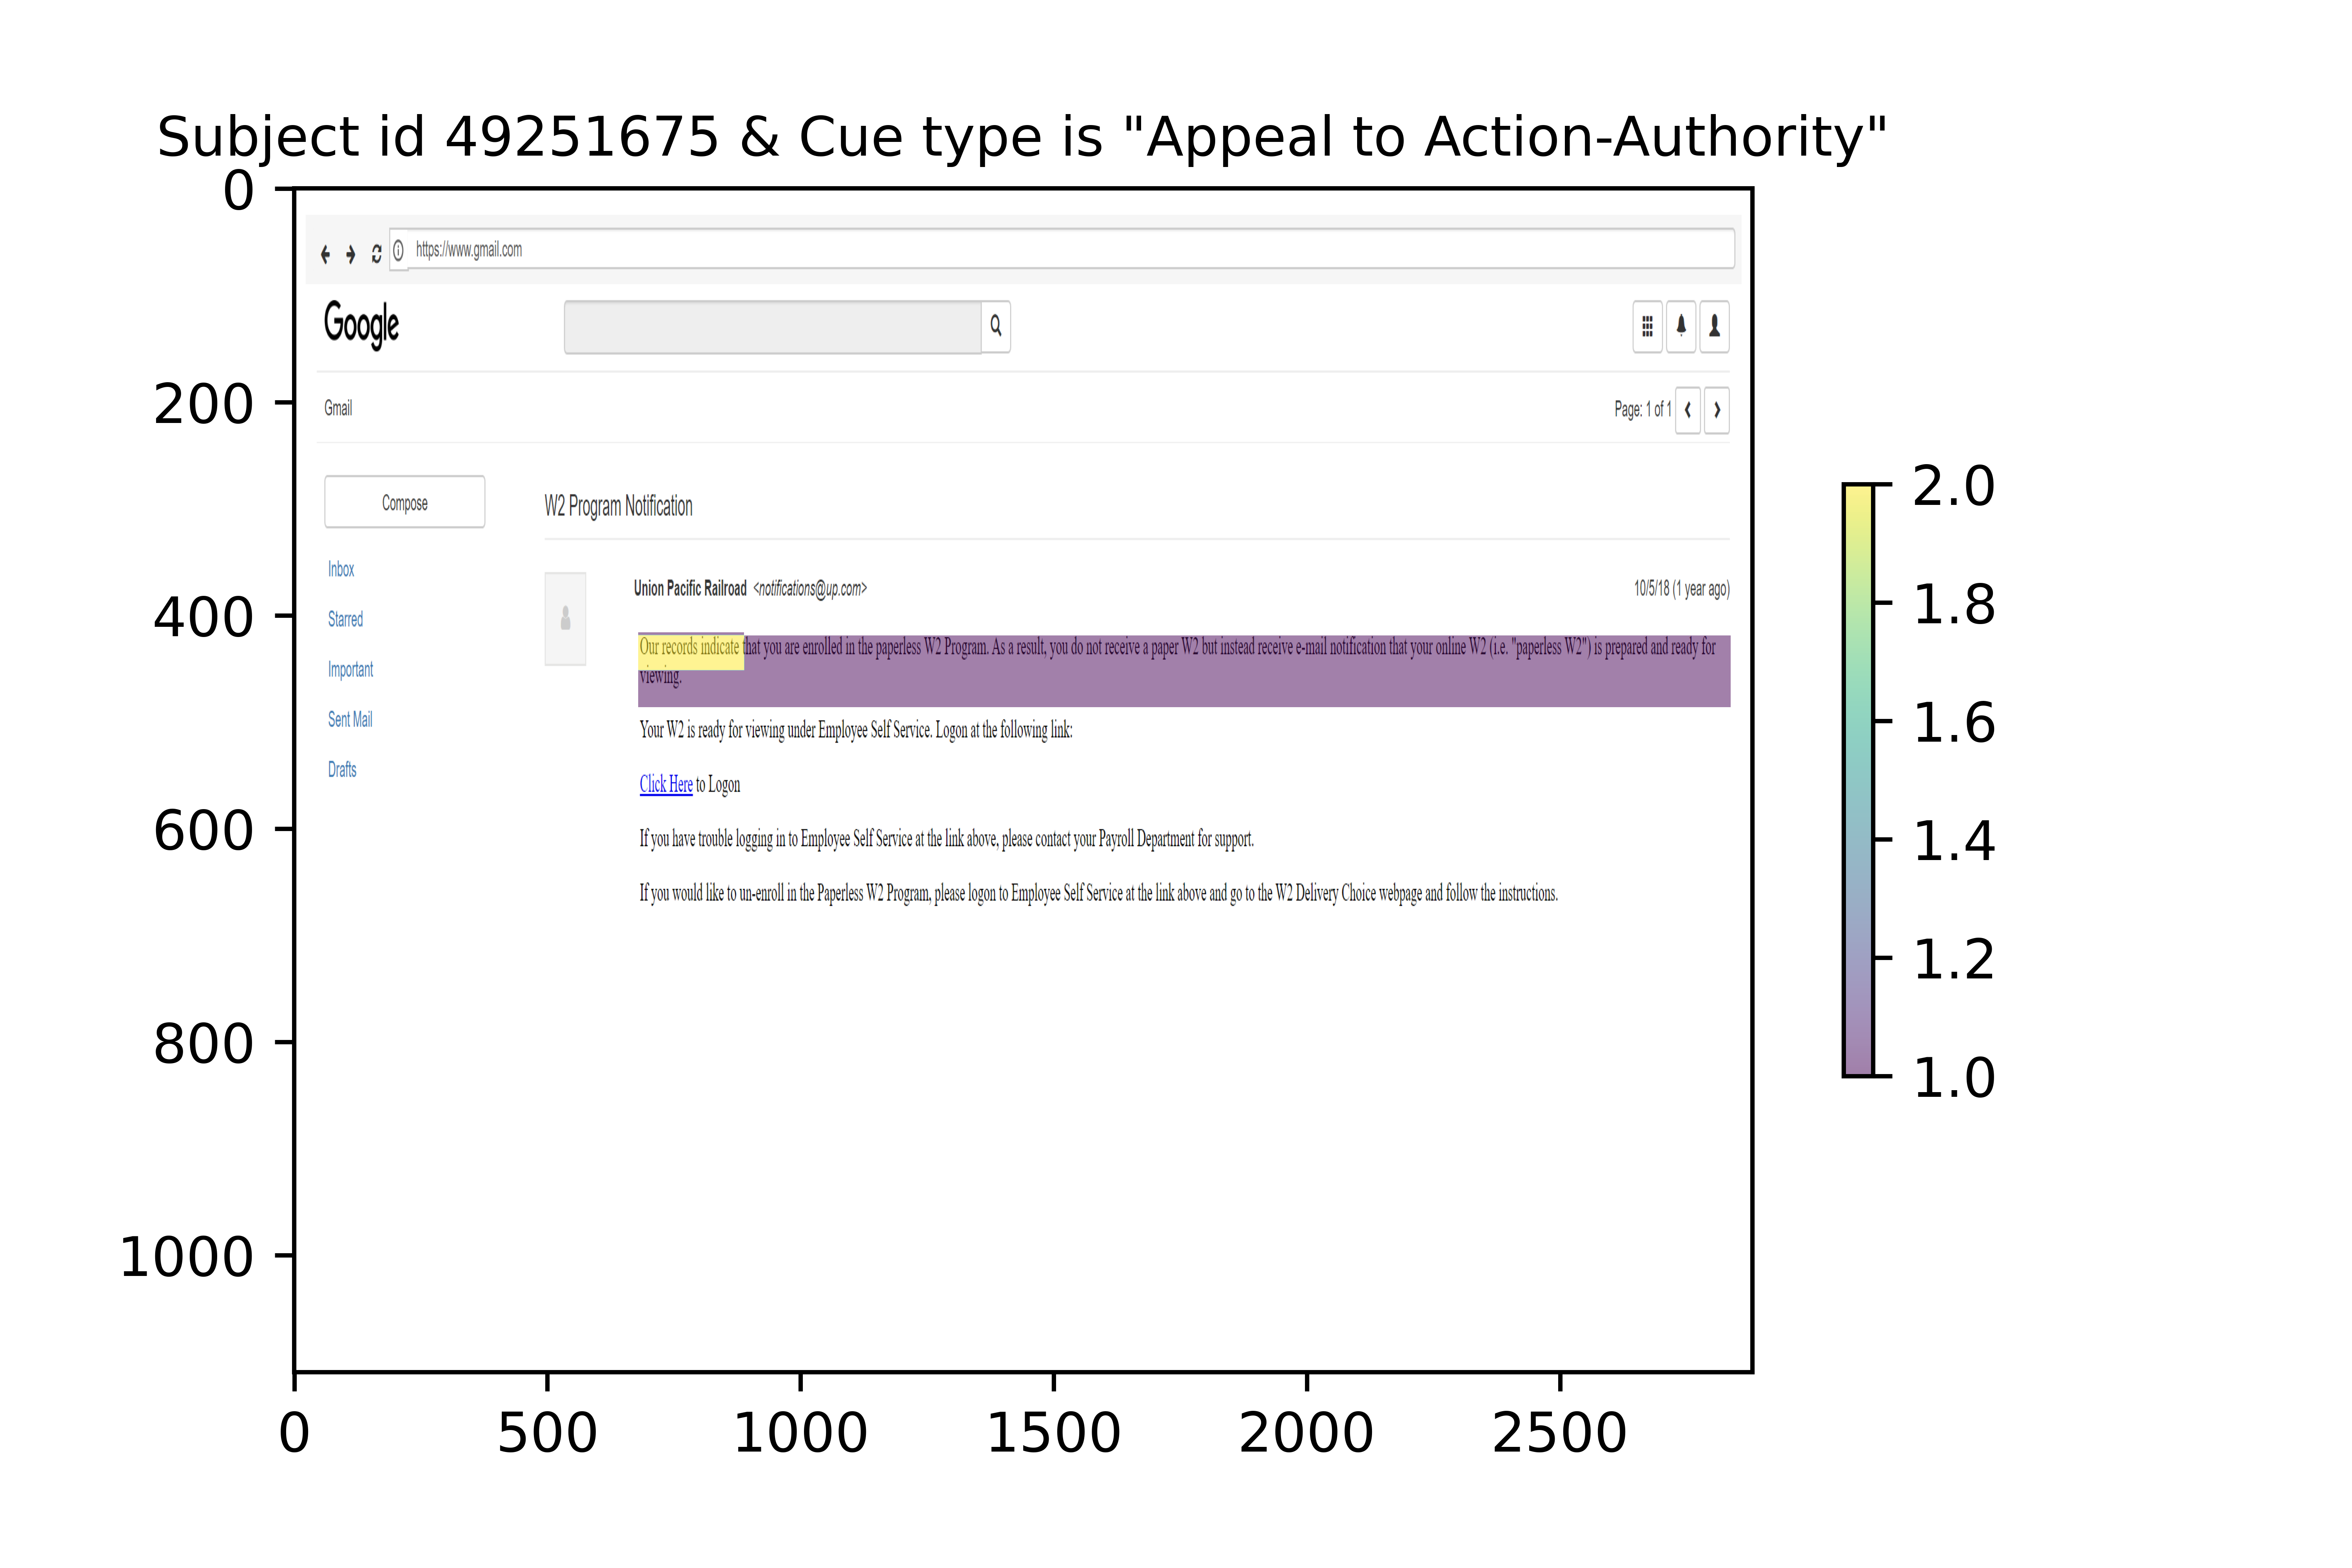 Subject id 49251675 & Cue type is "Appeal to Action-Authority"
0
https://www.gmail.com
Google
200
Gmail
Page: 1 of 1
Compose
W2 Program Notification
Inbox
Union Pacific Railroad <notifications@up.com>
10/5/18 (1 year ago)
400
Starred
Our records indicate that you are enrolled in the paperless W2 Program. As a result, you do not receive a paper W2 but instead receive e-mail notification that your online W2 (i.e. "paperless W2") is prepared and ready for
viewing.
Important
Sent Mail
Your W2 is ready for viewing under Employee Self Service. Logon at the following link:
Drafts
Click Here to Logon
600
If you have trouble logging in to Employee Self Service at the link above, please contact your Payroll Department for support.
If you would like to un-enroll in the Paperless W2 Program, please logon to Employee Self Service at the link above and go to the W2 Delivery Choice webpage and follow the instructions.
800
1000
0
500
1000
1500
2000
2500
2.0
1.8
1.6
1.4
1.2
1.0